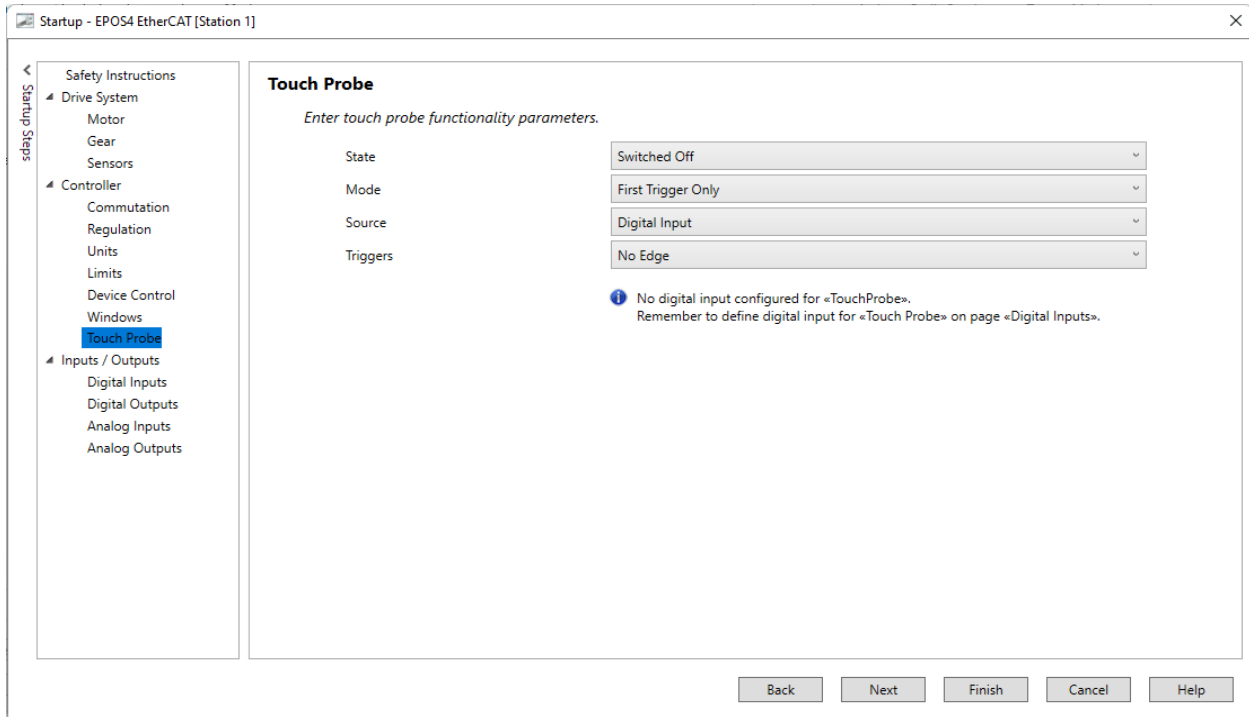 Startup - EPOS4 EtherCAT [Station 1]
Startup Steps
Safety Instructions
Drive System
Motor
Gear
Sensors
Controller
Commutation
Regulation
Units
Limits
Device Control
Windows
Touch Probe
Inputs / Outputs
Digital Inputs
Digital Outputs
Analog Inputs
Analog Outputs
Touch Probe
Enter touch probe functionality parameters.
State Switched Off
Mode First Trigger Only
Source Digital Input
Triggers No Edge
No digital input configured for «TouchProbe».
Remember to define digital input for «Touch Probe» on page «Digital Inputs».
Back Next Finish Cancel Help